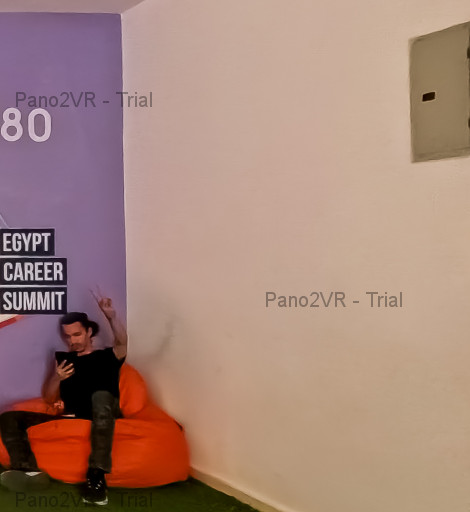 Pano2VR - Trial
80
EGYPT
CAREER
SUMMIT
Pano2VR - Trial
Pano2VR - Trial